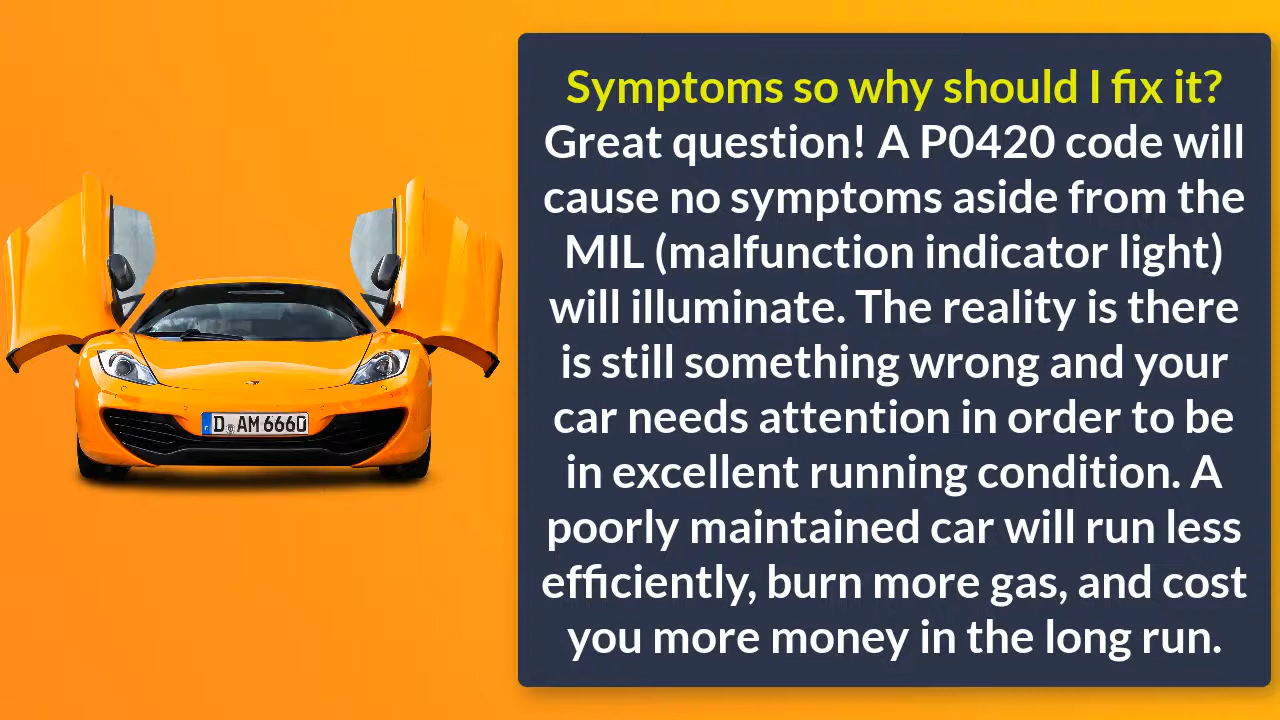 Symptoms so why should I fix it?
Great question! A P0420 code will
cause no symptoms aside from the
MIL (malfunction indicator light)
will illuminate. The reality is there
is still something wrong and your
car needs attention in order to be
in excellent running condition. A
poorly maintained car will run less
efficiently, burn more gas, and cost
you more money in the long run.
D AM 6660